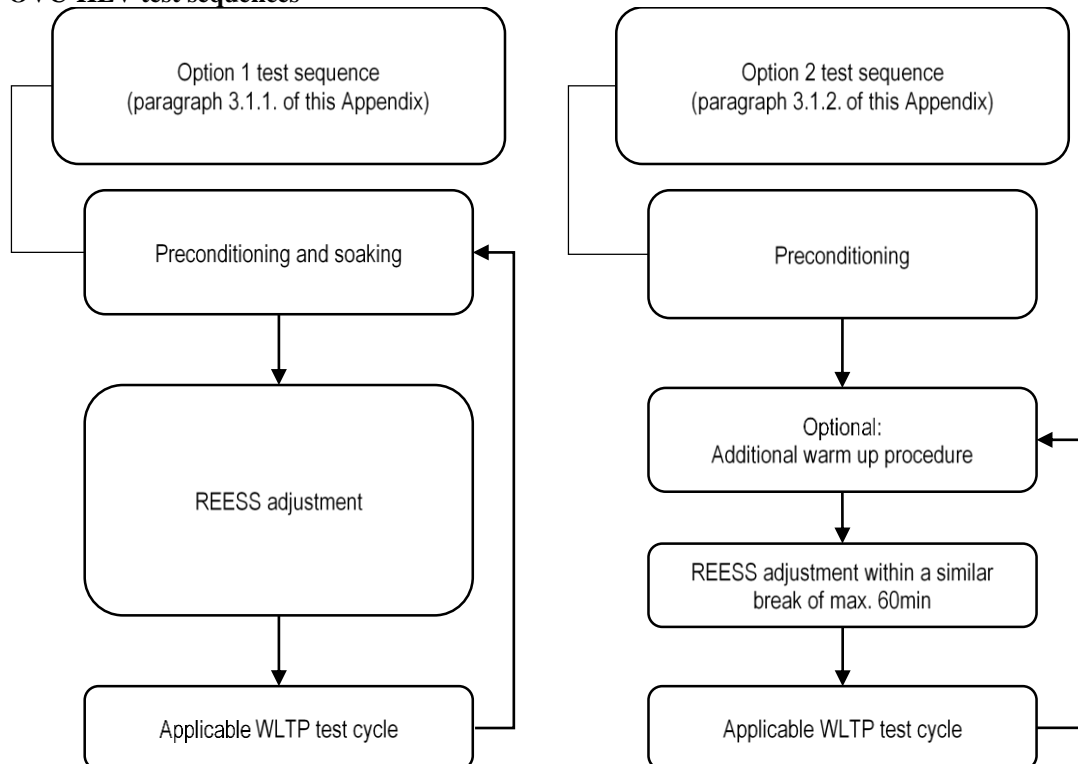 OVC-HEV test sequences
Option 1 test sequence
(paragraph 3.1.1. of this Appendix)
Preconditioning and soaking
REESS adjustment
Applicable WLTP test cycle
Option 2 test sequence
(paragraph 3.1.2. of this Appendix)
Preconditioning
Optional:
Additional warm up procedure
REESS adjustment within a similar
break of max. 60min
Applicable WLTP test cycle